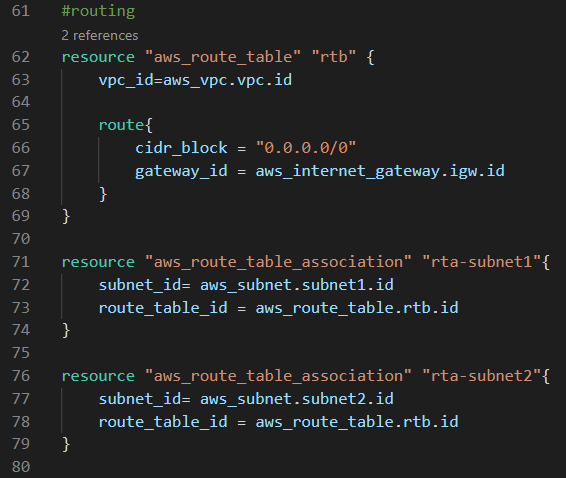 61 #routing
2 references
62 resource "aws_route_table" "rtb" {
63     vpc_id=aws_vpc.vpc.id
64
65     route{
66         cidr_block = "0.0.0.0/0"
67         gateway_id = aws_internet_gateway.igw.id
68     }
69 }
70
71 resource "aws_route_table_association" "rta-subnet1"{
72     subnet_id= aws_subnet.subnet1.id
73     route_table_id = aws_route_table.rtb.id
74 }
75
76 resource "aws_route_table_association" "rta-subnet2"{
77     subnet_id= aws_subnet.subnet2.id
78     route_table_id = aws_route_table.rtb.id
79 }
80